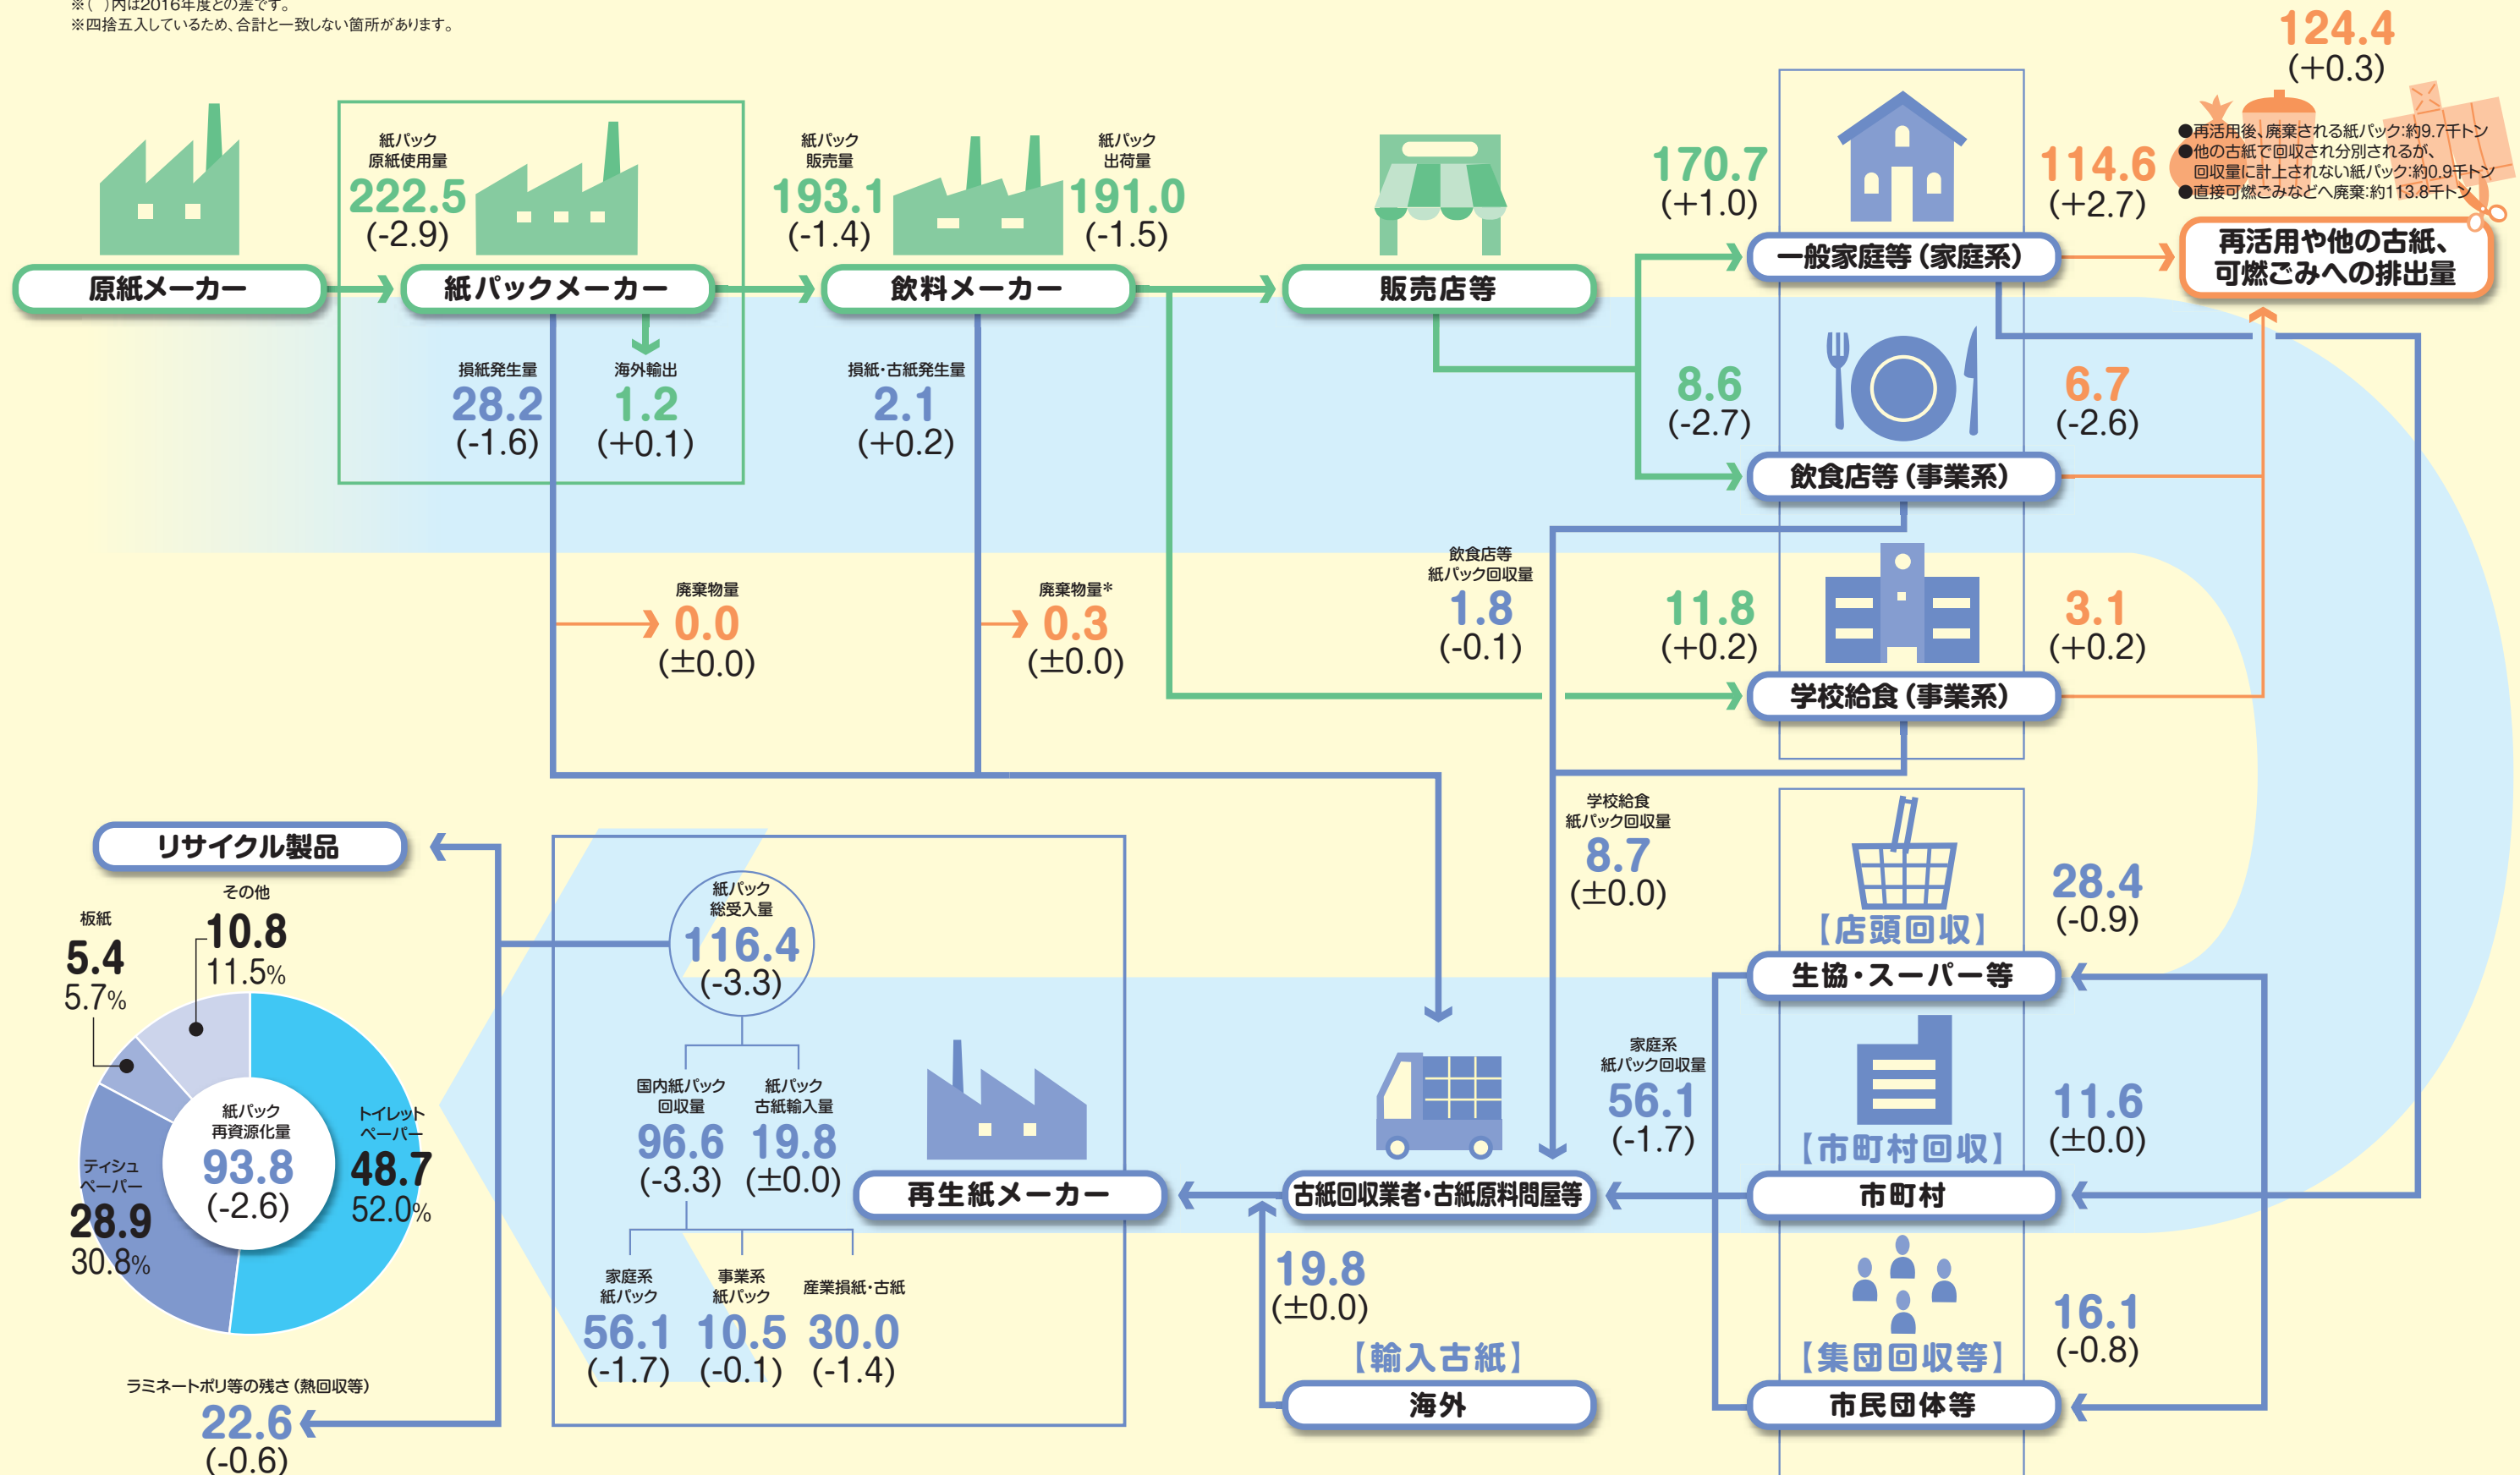 ※(　)内は2016年度との差です。
※四捨五入しているため、合計と一致しない箇所があります。
原紙メーカー
紙パック
原紙使用量
222.5
(-2.9)
紙パックメーカー
損紙発生量
28.2
(-1.6)
海外輸出
1.2
(+0.1)
紙パック
販売量
193.1
(-1.4)
飲料メーカー
紙パック
出荷量
191.0
(-1.5)
損紙・古紙発生量
2.1
(+0.2)
販売店等
170.7
(+1.0)
一般家庭等（家庭系）
114.6
(+2.7)
124.4
(+0.3)
●再活用後、廃棄される紙パック:約9.7千トン
●他の古紙で回収され分別されるが、
回収量に計上されない紙パック:約0.9千トン
●直接可燃ごみなどへ廃棄:約113.8千トン
再活用や他の古紙、
可燃ごみへの排出量
8.6
(-2.7)
飲食店等（事業系）
6.7
(-2.6)
廃棄物量
0.0
(±0.0)
廃棄物量*
0.3
(±0.0)
飲食店等
紙パック回収量
1.8
(-0.1)
11.8
(+0.2)
学校給食（事業系）
3.1
(+0.2)
学校給食
紙パック回収量
8.7
(±0.0)
28.4
(-0.9)
【店頭回収】
生協・スーパー等
家庭系
紙パック回収量
56.1
(-1.7)
11.6
(±0.0)
【市町村回収】
市町村
16.1
(-0.8)
【集団回収等】
市民団体等
古紙回収業者・古紙原料問屋等
19.8
(±0.0)
【輸入古紙】
海外
再生紙メーカー
紙パック
総受入量
116.4
(-3.3)
国内紙パック
回収量
96.6
(-3.3)
紙パック
古紙輸入量
19.8
(±0.0)
家庭系
紙パック
56.1
(-1.7)
事業系
紙パック
10.5
(-0.1)
産業損紙・古紙
30.0
(-1.4)
リサイクル製品
その他
10.8
11.5%
板紙
5.4
5.7%
紙パック
再資源化量
93.8
(-2.6)
トイレット
ペーパー
48.7
52.0%
ティシュ
ペーパー
28.9
30.8%
ラミネートポリ等の残さ（熱回収等）
22.6
(-0.6)